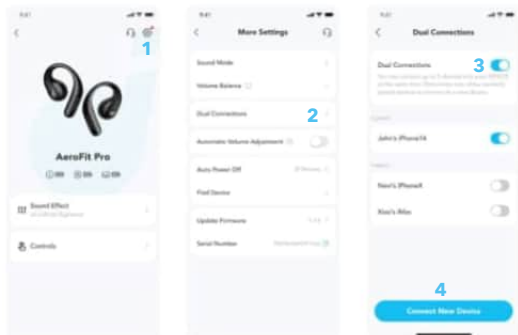 9:41
1
AeroFit Pro
Sound Effect
Controls
9:41
More Settings
Sound Mode
Volume Balance
Dual Connections
2
Automatic Volume Adjustment
Auto Power Off
Find Device
Update Firmware
Serial Number
9:41
Dual Connections
Dual Connections
3
John's iPhone14
Neo's iPhoneX
Xiao's iMac
4
Connect New Device